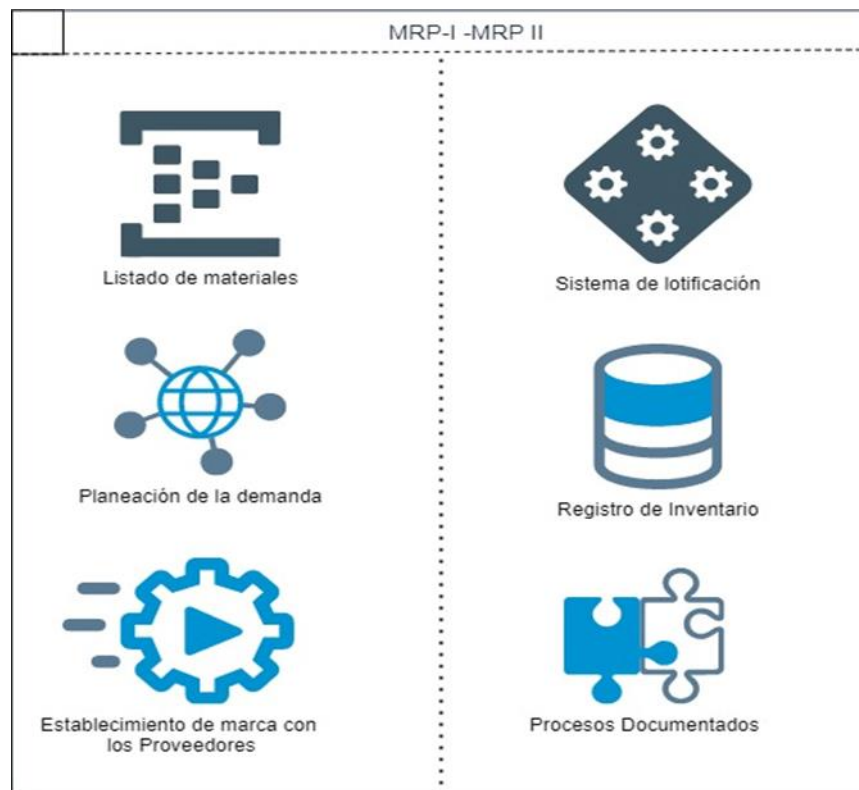 MRP-I -MRP II
Listado de materiales
Sistema de lotificación
Planeación de la demanda
Registro de Inventario
Establecimiento de marca con
los Proveedores
Procesos Documentados